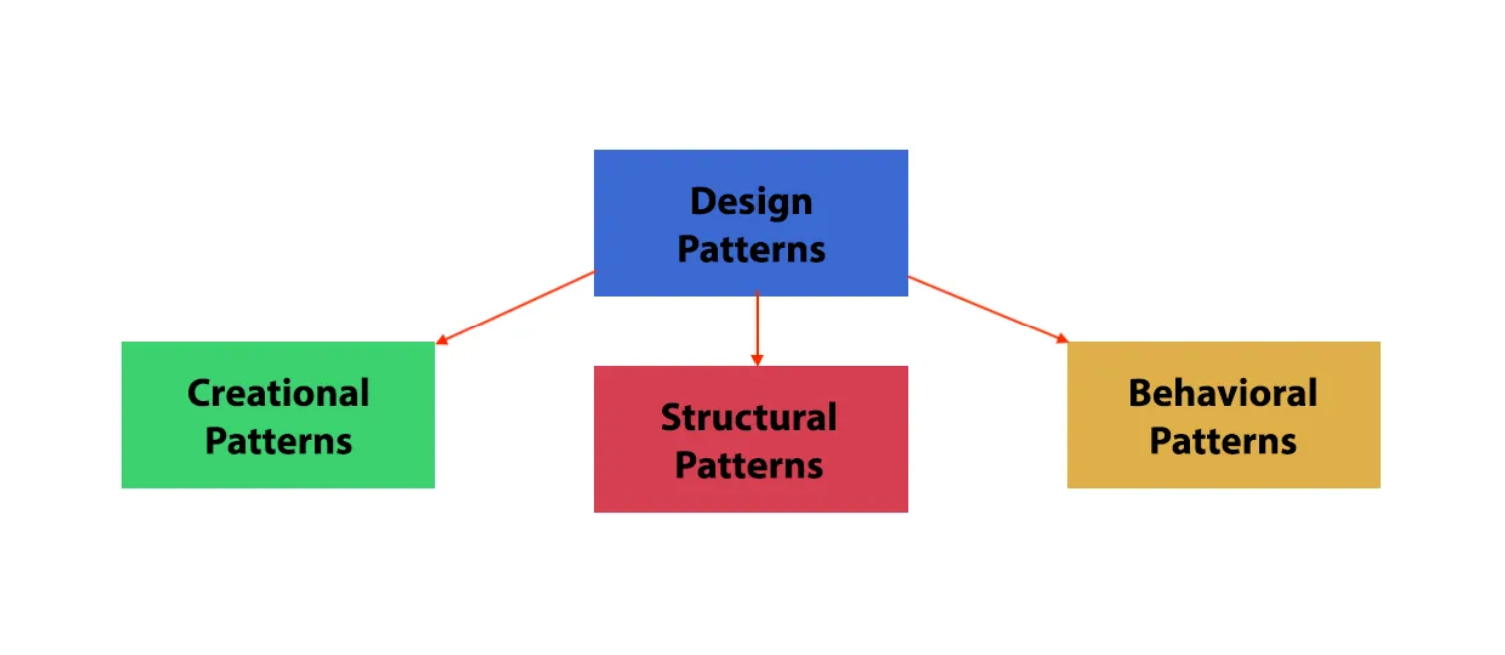 Design
Patterns
Creational
Patterns
Structural
Patterns
Behavioral
Patterns